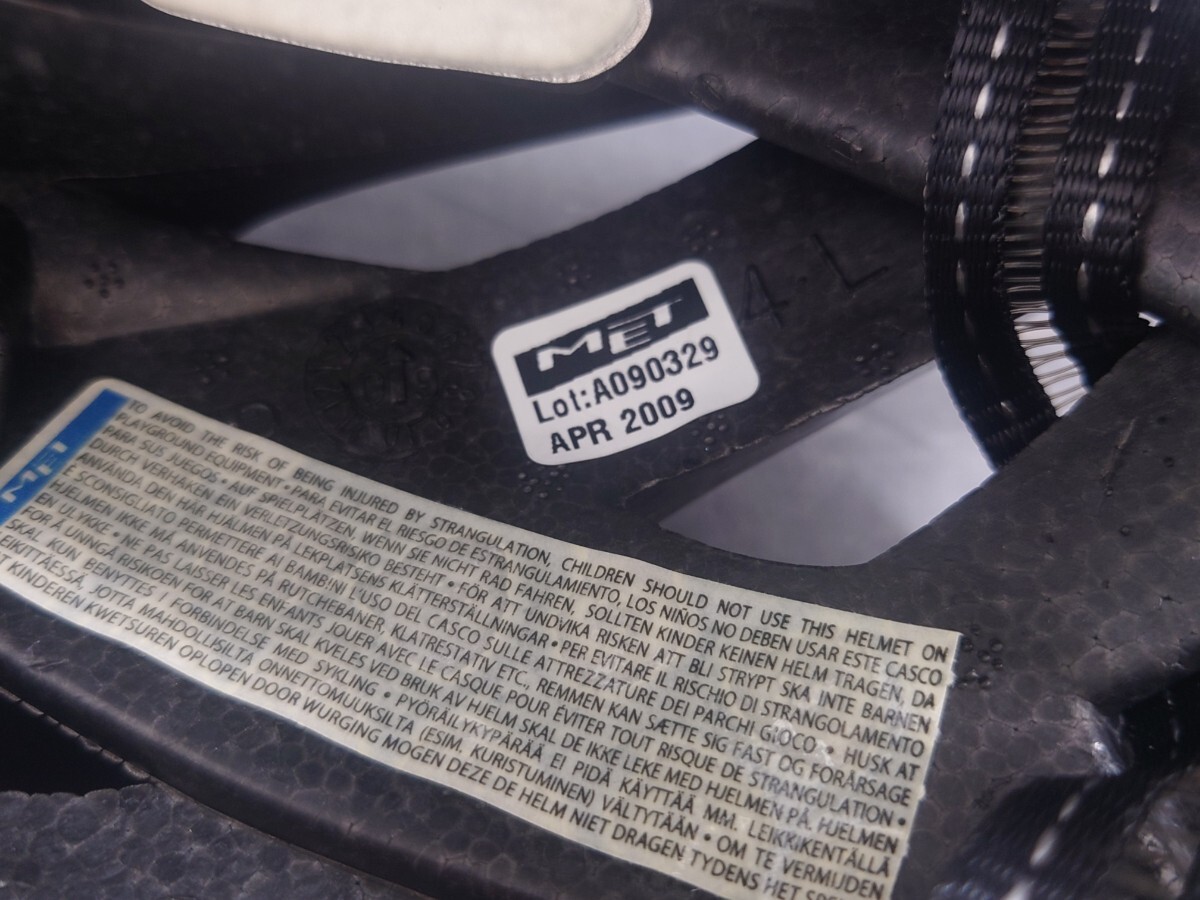 MET
Lot:A090329
APR 2009
4 L
MET
TO AVOID THE RISK OF BEING INJURED BY STRANGULATION, CHILDREN SHOULD NOT USE THIS HELMET ON
PLAYGROUND EQUIPMENT • PARA EVITAR EL RIESGO DE ESTRANGULAMIENTO, LOS NIÑOS NO DEBEN USAR ESTE CASCO
PARA SUS JUEGOS • AUF SPIELPLÄTZEN, WENN SIE NICHT RAD FAHREN, SOLLTEN KINDER KEINEN HELM TRAGEN, DA
DURCH VERHAKEN EIN VERLETZUNGSRISIKO BESTEHT • FÖR ATT UNDVIKA RISKEN ATT BLI STRYPT SKA INTE BARNEN
ANVÄNDA DEN HÄR HJÄLMEN PÅ LEKPLATSENS KLÄTTERSTÄLLNINGAR • PER EVITARE IL RISCHIO DI STRANGOLAMENTO
È SCONSIGLIATO PERMETTERE AI BAMBINI L'USO DEL CASCO SULLE ATTREZZATURE DEI PARCHI GIOCO • HUSK AT
HJELMEN IKKE MÅ ANVENDES PÅ RUTCHEBANER, KLATRESTATIV ETC., REMMEN KAN SÆTTE SIG FAST OG FORÅRSAGE
EN ULYKKE • NE PAS LAISSER LES ENFANTS JOUER AVEC LE CASQUE POUR ÉVITER TOUT RISQUE DE STRANGULATION •
FOR Å UNNGÅ RISIKOEN FOR AT BARN SKAL KVELES VED BRUK AV HJELM SKAL DE IKKE LEKE MED HJELMEN PÅ. HJELMEN
SKAL KUN BENYTTES I FORBINDELSE MED SYKLING • PYÖRÄILYKYPÄRÄÄ EI PIDÄ KÄYTTÄÄ MM. LEIKKIKENTÄLLÄ
LEIKITTÄESSÄ, JOTTA MAHDOLLISILTA ONNETTOMUUKSILTA (ESIM. KURISTUMINEN) VÄLTYTÄÄN • OM TE VERMIJDEN
KINDEREN KWETSUREN OPLOPEN DOOR WURGING MOGEN DEZE DE HELM NIET DRAGEN TYDENS HET